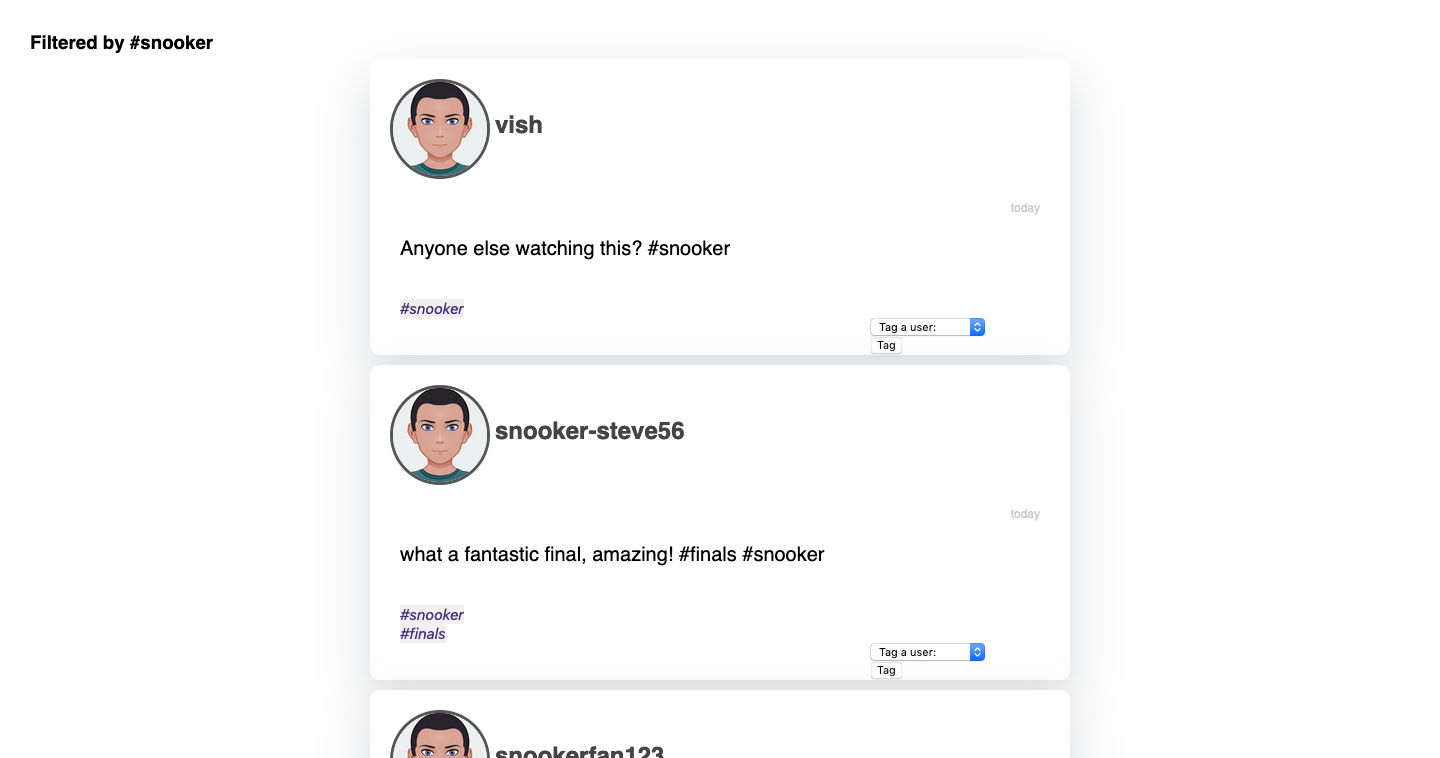 Filtered by #snooker
vish
today
Anyone else watching this? #snooker
#snooker
Tag a user:
Tag
snooker-steve56
today
what a fantastic final, amazing! #finals #snooker
#snooker
#finals
Tag a user:
Tag
snookerfan123